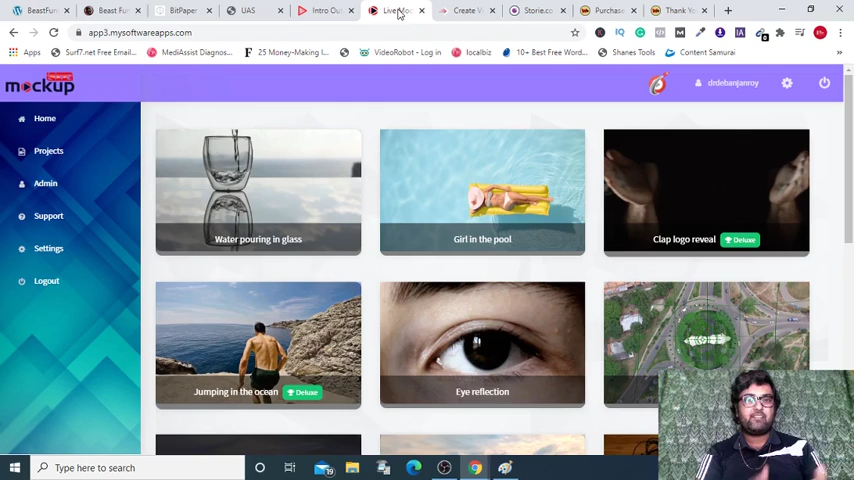 BeastFun
Beast Fu
BitPaper
UAS
Intro Ou
Live Moc
Create V
Storie.co
Purchase
Thank Yo
app3.mysoftwareapps.com
Apps
Surf7.net Free Email...
MediAssist Diagnos...
25 Money-Making I...
VideoRobot - Log in
localbiz
10+ Best Free Word...
Shanes Tools
Content Samurai
mockup
drdebanjanroy
Home
Projects
Admin
Support
Settings
Logout
Water pouring in glass
Girl in the pool
Clap logo reveal
Deluxe
Jumping in the ocean
Deluxe
Eye reflection
Type here to search
19